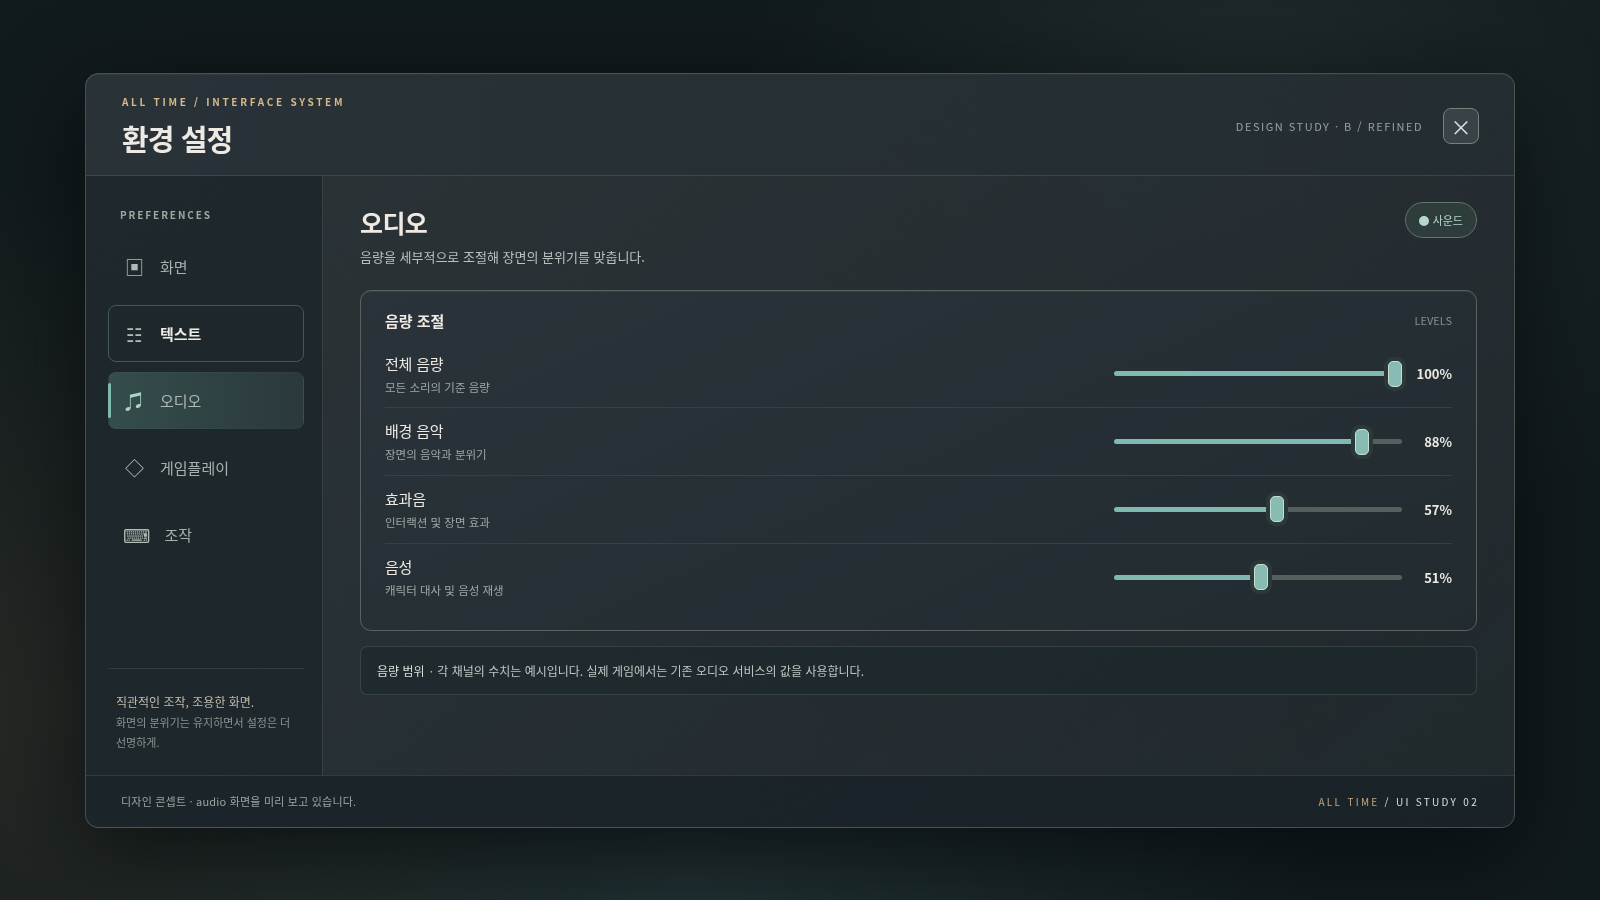 ALL TIME / INTERFACE SYSTEM
환경 설정
DESIGN STUDY · B / REFINED
PREFERENCES
화면
텍스트
오디오
게임플레이
조작
직관적인 조작, 조용한 화면.
화면의 분위기는 유지하면서 설정은 더
선명하게.
오디오
음량을 세부적으로 조절해 장면의 분위기를 맞춥니다.
사운드
음량 조절
LEVELS
전체 음량
모든 소리의 기준 음량
100%
배경 음악
장면의 음악과 분위기
88%
효과음
인터랙션 및 장면 효과
57%
음성
캐릭터 대사 및 음성 재생
51%
음량 범위 · 각 채널의 수치는 예시입니다. 실제 게임에서는 기존 오디오 서비스의 값을 사용합니다.
디자인 콘셉트 · audio 화면을 미리 보고 있습니다.
ALL TIME / UI STUDY 02